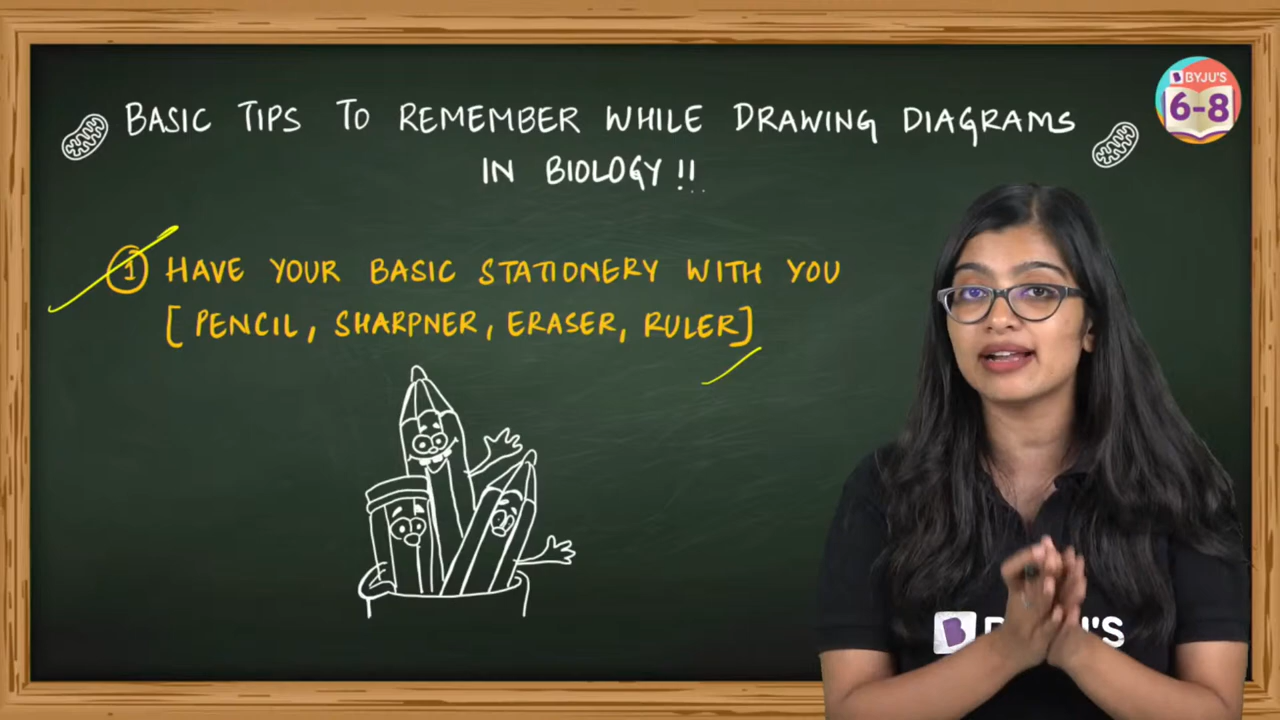 BASIC TIPS TO REMEMBER WHILE DRAWING DIAGRAMS
IN BIOLOGY !!
BYJU'S
6-8
1 HAVE YOUR BASIC STATIONERY WITH YOU
[PENCIL, SHARPNER, ERASER, RULER]
B